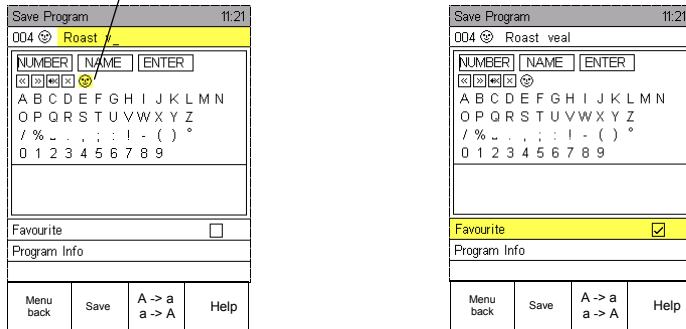 Save Program 11:21
004 Roast v_
NUMBER NAME ENTER
« » ×
A B C D E F G H I J K L M N
O P Q R S T U V W X Y Z
/ % . , ; : ! - ( ) °
0 1 2 3 4 5 6 7 8 9
Favourite
Program Info
Menu back
Save
A -> a
a -> A
Help
Save Program 11:21
004 Roast veal
NUMBER NAME ENTER
« » ×
A B C D E F G H I J K L M N
O P Q R S T U V W X Y Z
/ % . , ; : ! - ( ) °
0 1 2 3 4 5 6 7 8 9
Favourite
Program Info
Menu back
Save
A -> a
a -> A
Help